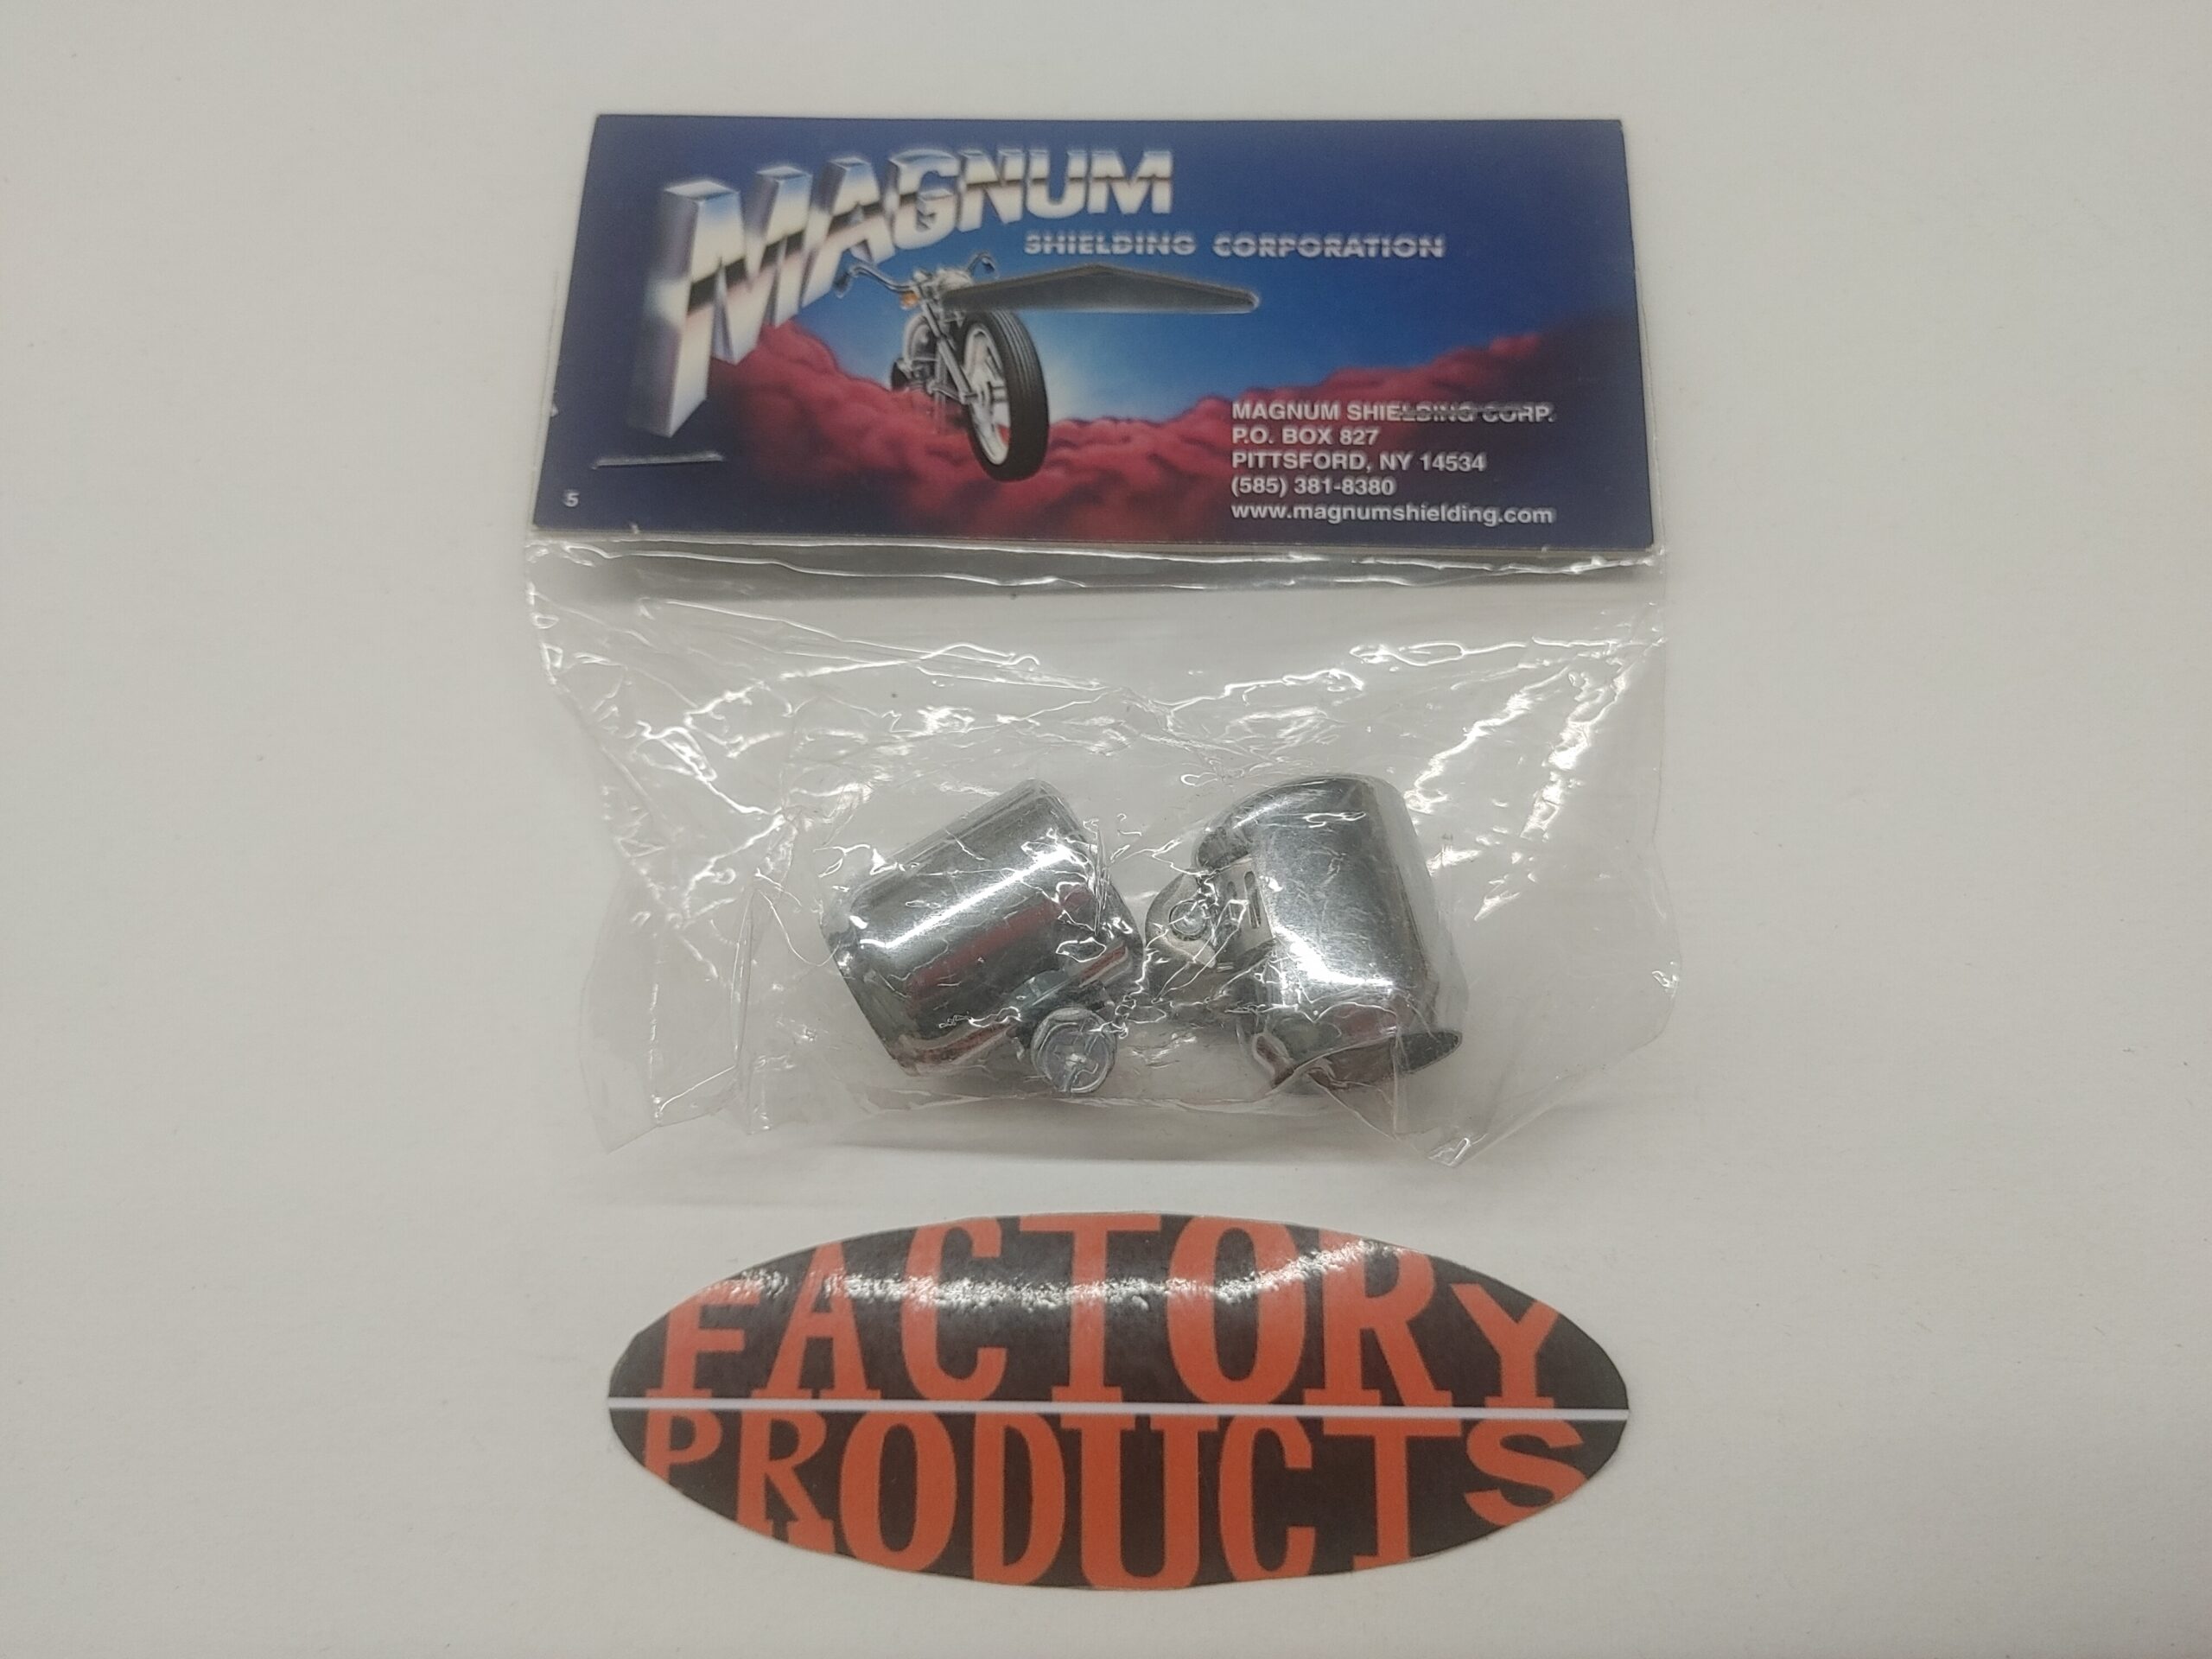 MAGNUM
SHIELDING CORPORATION
MAGNUM SHIELDING CORP.
P.O. BOX 827
PITTSFORD, NY 14534
(585) 381-8380
www.magnumshielding.com
5
FACTORY
PRODUCTS